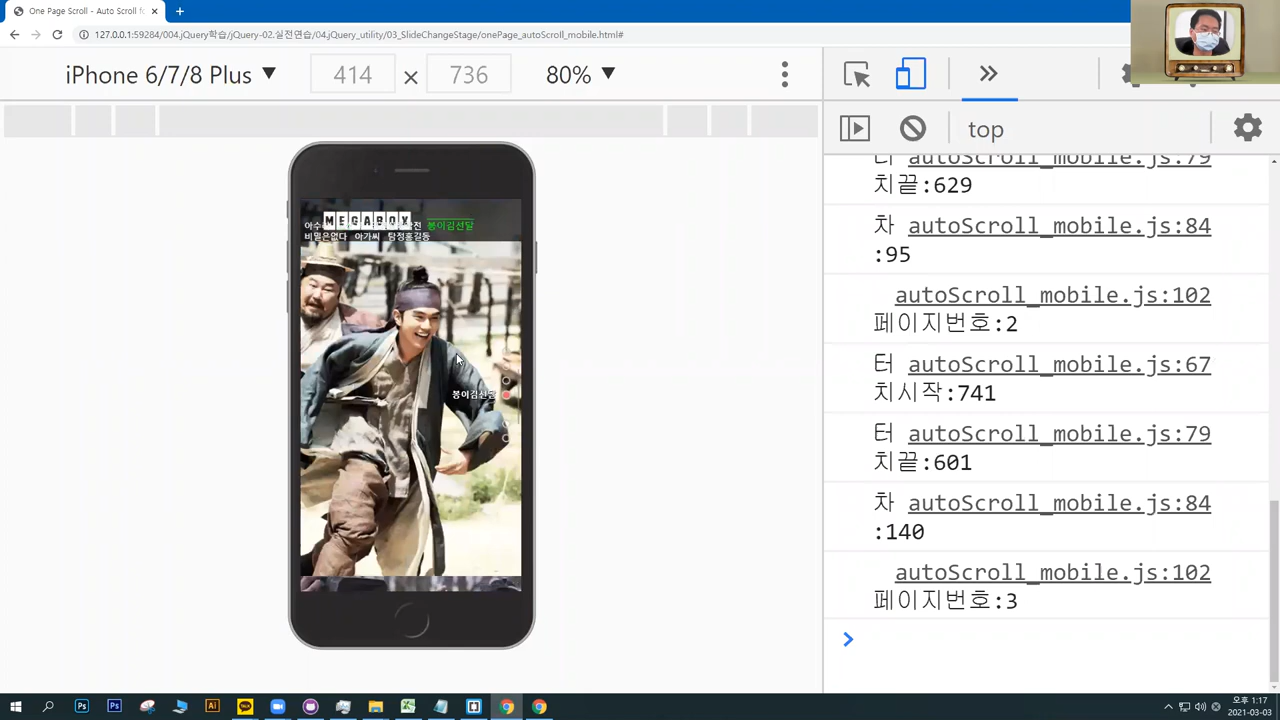 One Page Scroll - Auto Scroll fo
127.0.0.1:59284/004.jQuery학습/jQuery-02.실전연습/04.jQuery_utility/03_SlideChangeStage/onePage_autoScroll_mobile.html#
iPhone 6/7/8 Plus
414
×
736
80%
top
MEGABOX
봉이김선달
비밀은없다 아가씨 탐정홍길동
봉이김선달
터 autoScroll_mobile.js:79
치끝:629
차 autoScroll_mobile.js:84
:95
autoScroll_mobile.js:102
페이지번호:2
터 autoScroll_mobile.js:67
치시작:741
터 autoScroll_mobile.js:79
치끝:601
차 autoScroll_mobile.js:84
:140
autoScroll_mobile.js:102
페이지번호:3
Ps
Ps
Ai
TALK
오후 1:17
2021-03-03